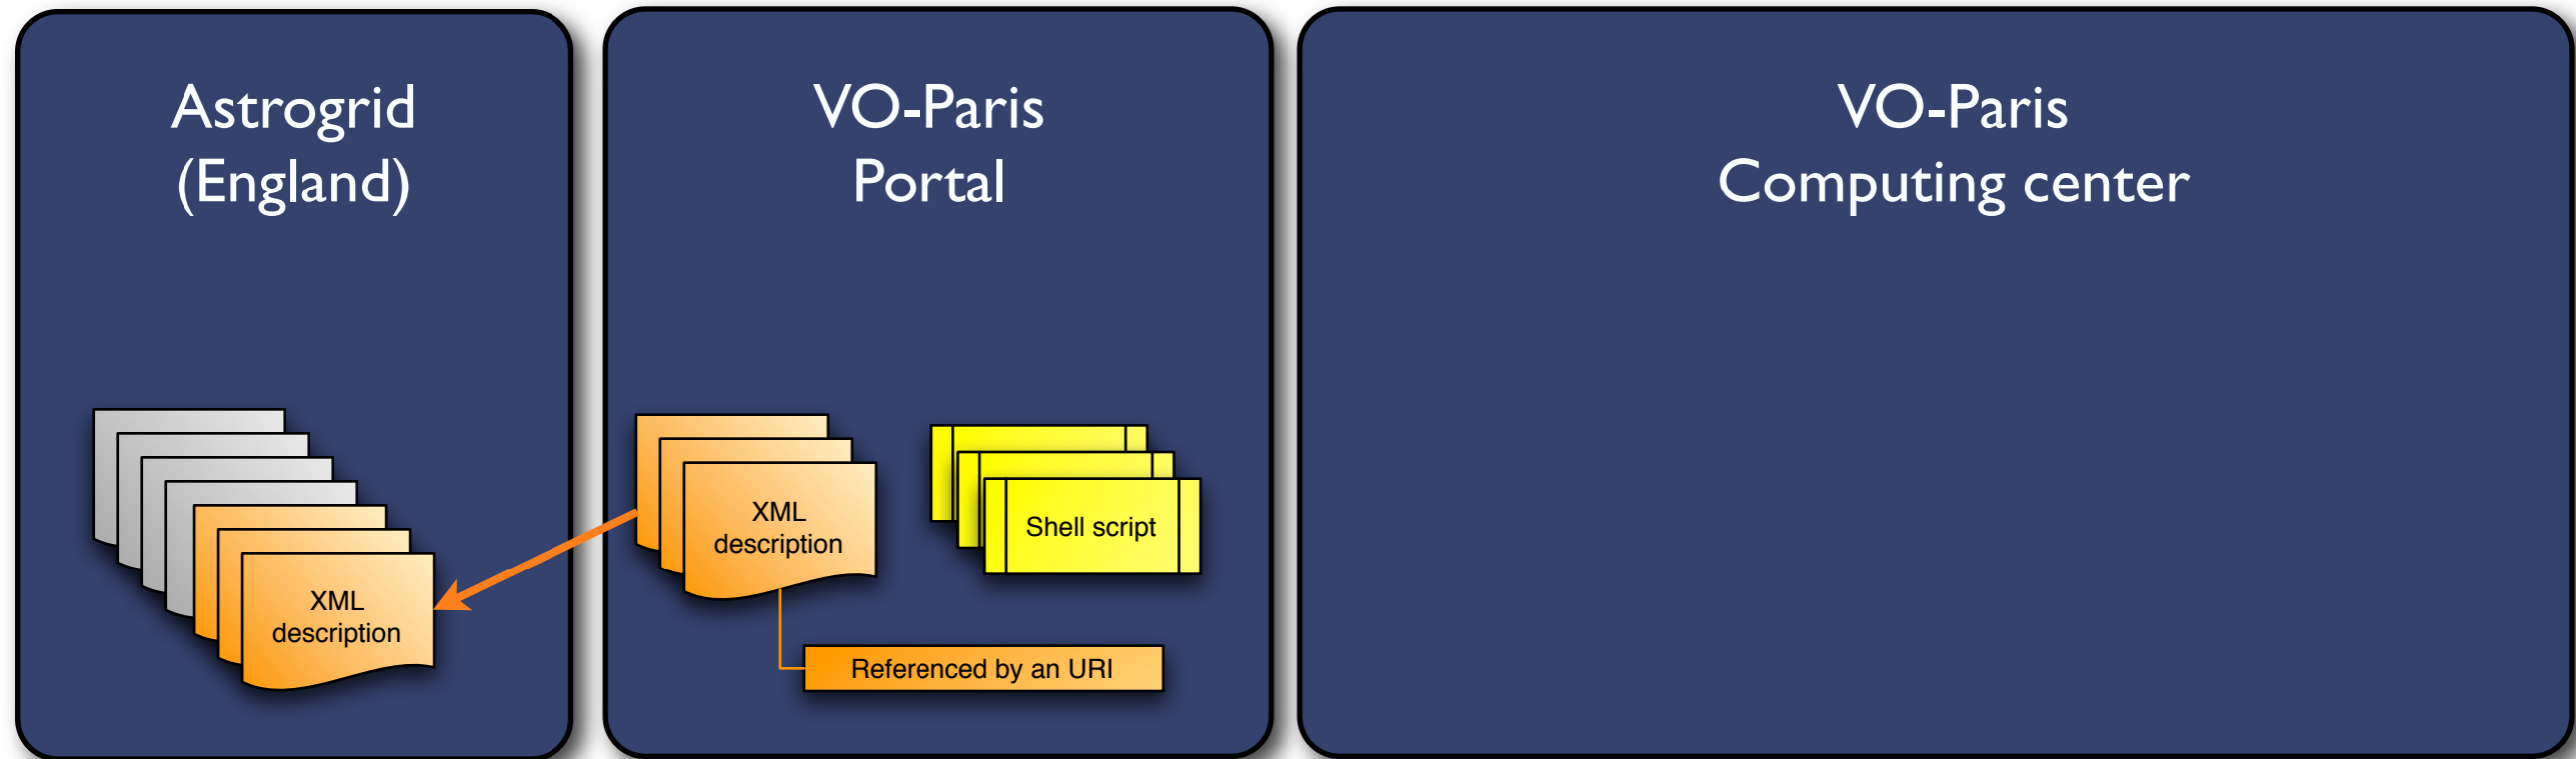 Astrogrid
(England)
VO-Paris
Portal
VO-Paris
Computing center
XML
description
Shell script
XML
description
Referenced by an URI